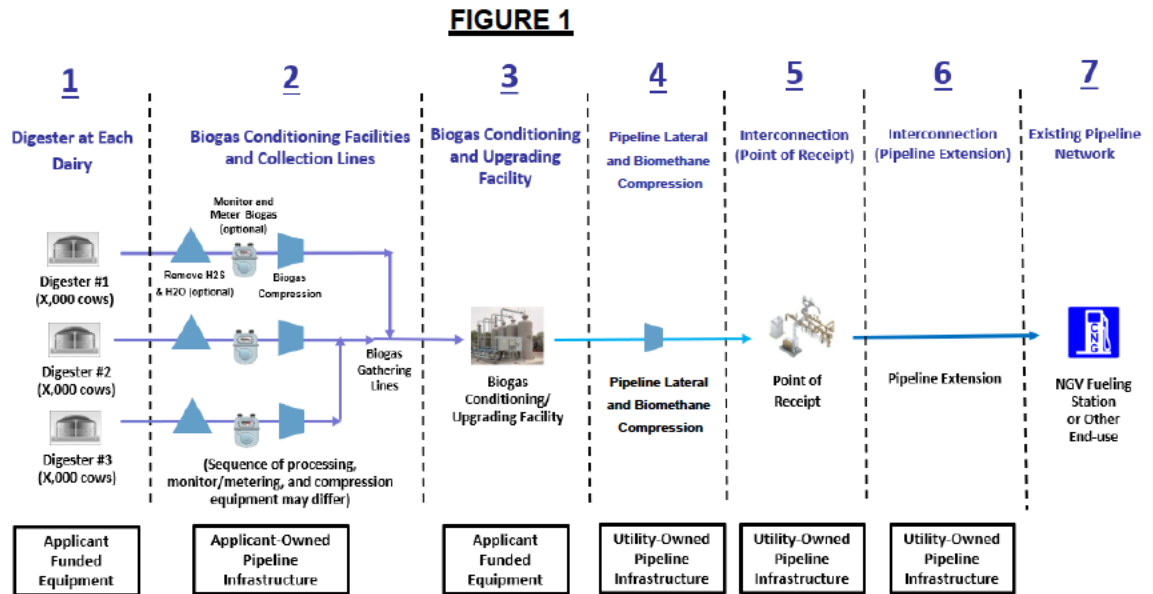 FIGURE 1
1
2
3
4
5
6
7
Digester at Each
Dairy
Biogas Conditioning Facilities
and Collection Lines
Biogas Conditioning
and Upgrading
Facility
Pipeline Lateral
and Biomethane
Compression
Interconnection
(Point of Receipt)
Interconnection
(Pipeline Extension)
Existing Pipeline
Network
Monitor and
Meter Biogas
(optional)
Digester #1
(X,000 cows)
Remove H2S
& H2O (optional)
Biogas
Compression
Digester #2
(X,000 cows)
Biogas
Gathering
Lines
Digester #3
(X,000 cows)
(Sequence of processing,
monitor/metering, and compression
equipment may differ)
Biogas
Conditioning/
Upgrading Facility
Pipeline Lateral
and Biomethane
Compression
Point of
Receipt
Pipeline Extension
CNG
NGV Fueling
Station
or Other
End-use
Applicant
Funded
Equipment
Applicant-Owned
Pipeline
Infrastructure
Applicant
Funded
Equipment
Utility-Owned
Pipeline
Infrastructure
Utility-Owned
Pipeline
Infrastructure
Utility-Owned
Pipeline
Infrastructure